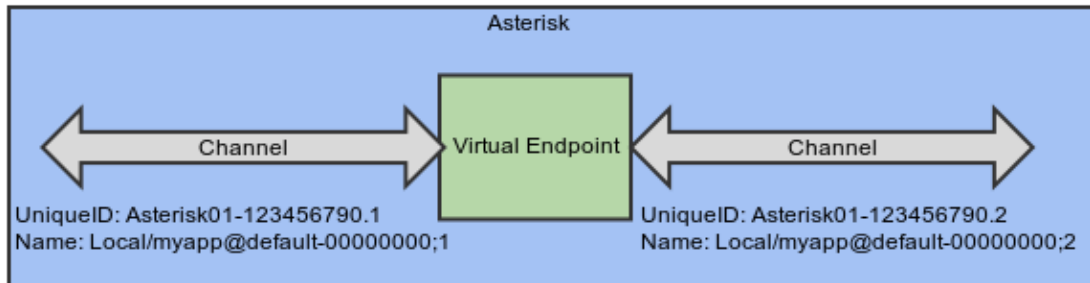 Asterisk
Channel
Virtual Endpoint
Channel
UniqueID: Asterisk01-123456790.1
Name: Local/myapp@default-00000000;1
UniqueID: Asterisk01-123456790.2
Name: Local/myapp@default-00000000;2